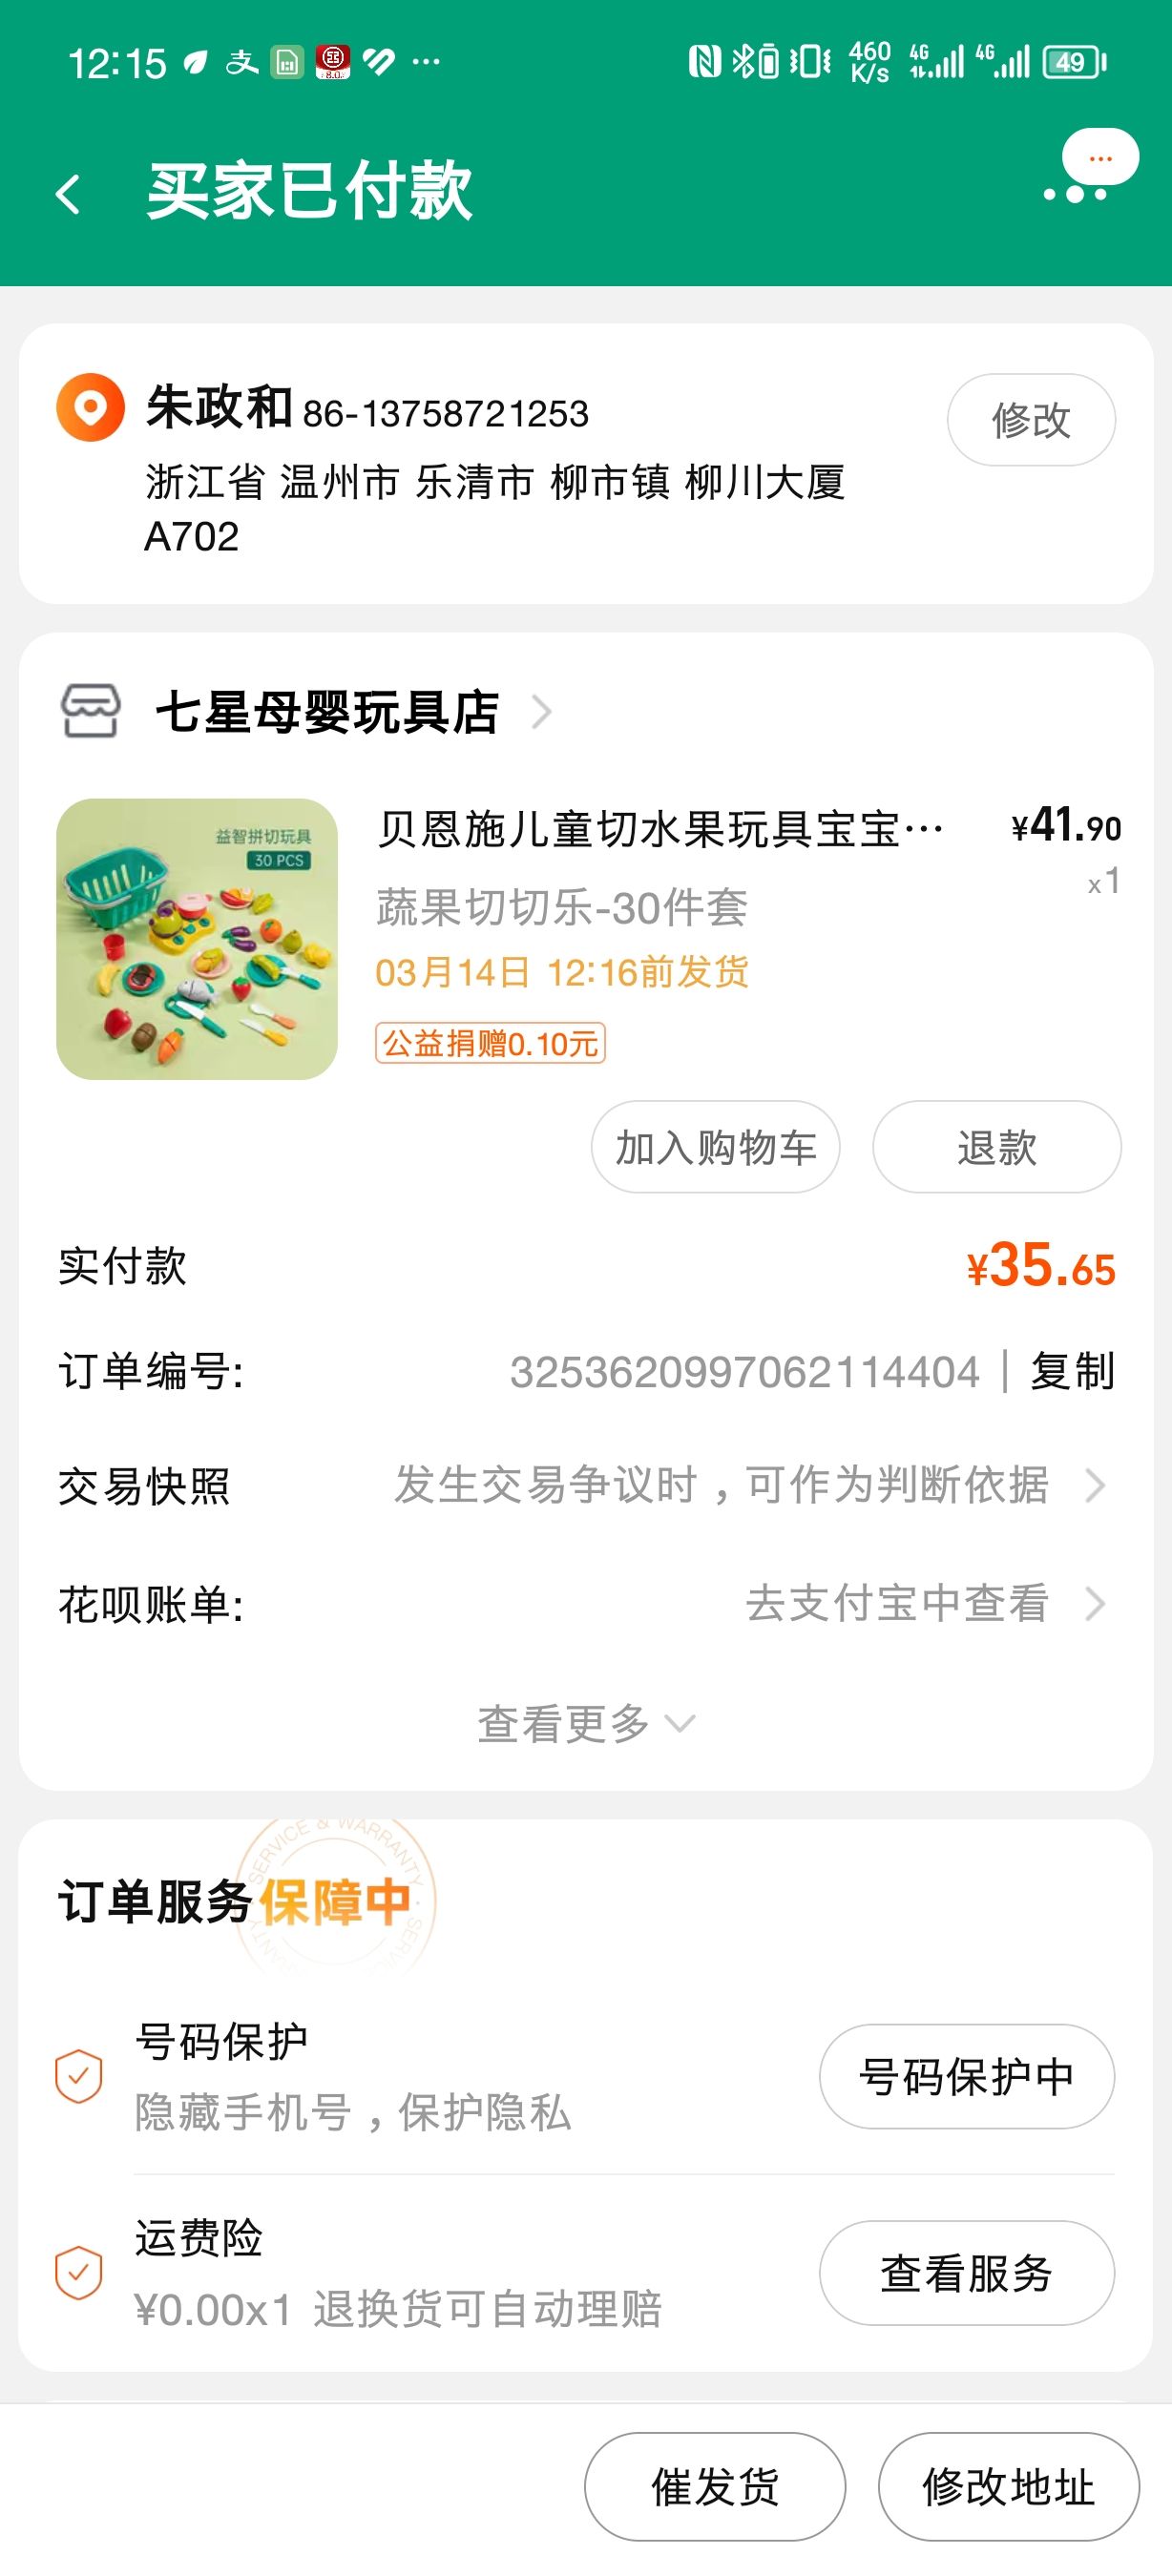 12:15 支 ... 460 K/s 4G 4G 49
买家已付款
朱政和 86-13758721253
修改
浙江省 温州市 乐清市 柳市镇 柳川大厦
A702
七星母婴玩具店
益智拼切玩具
30 PCS
贝恩施儿童切水果玩具宝宝…
¥41.90
蔬果切切乐-30件套
x1
03月14日 12:16前发货
公益捐赠0.10元
加入购物车
退款
实付款
¥35.65
订单编号:
3253620997062114404 | 复制
交易快照
发生交易争议时，可作为判断依据
花呗账单:
去支付宝中查看
查看更多
SERVICE & WARRANTY
订单服务保障中
号码保护
隐藏手机号，保护隐私
号码保护中
运费险
¥0.00x1 退换货可自动理赔
查看服务
催发货
修改地址